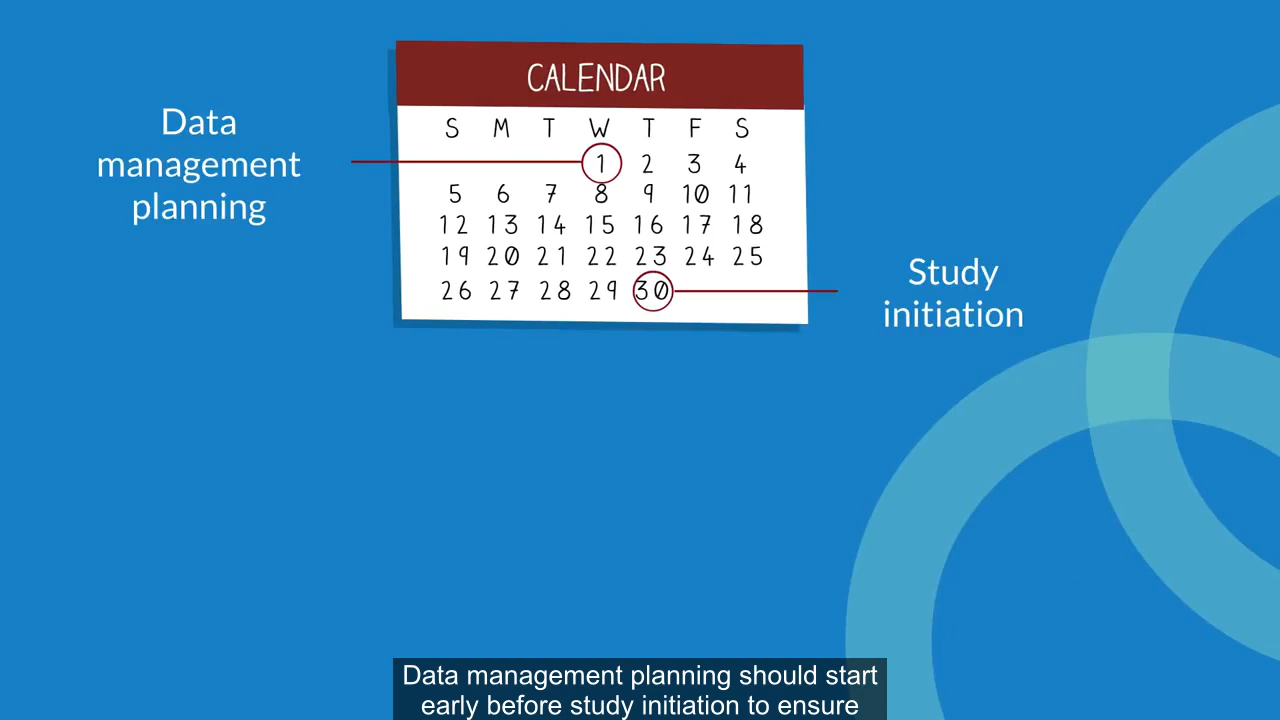 CALENDAR
S M T W T F S
1 2 3 4
5 6 7 8 9 10 11
12 13 14 15 16 17 18
19 20 21 22 23 24 25
26 27 28 29 30
Data
management
planning
Study
initiation
Data management planning should start
early before study initiation to ensure